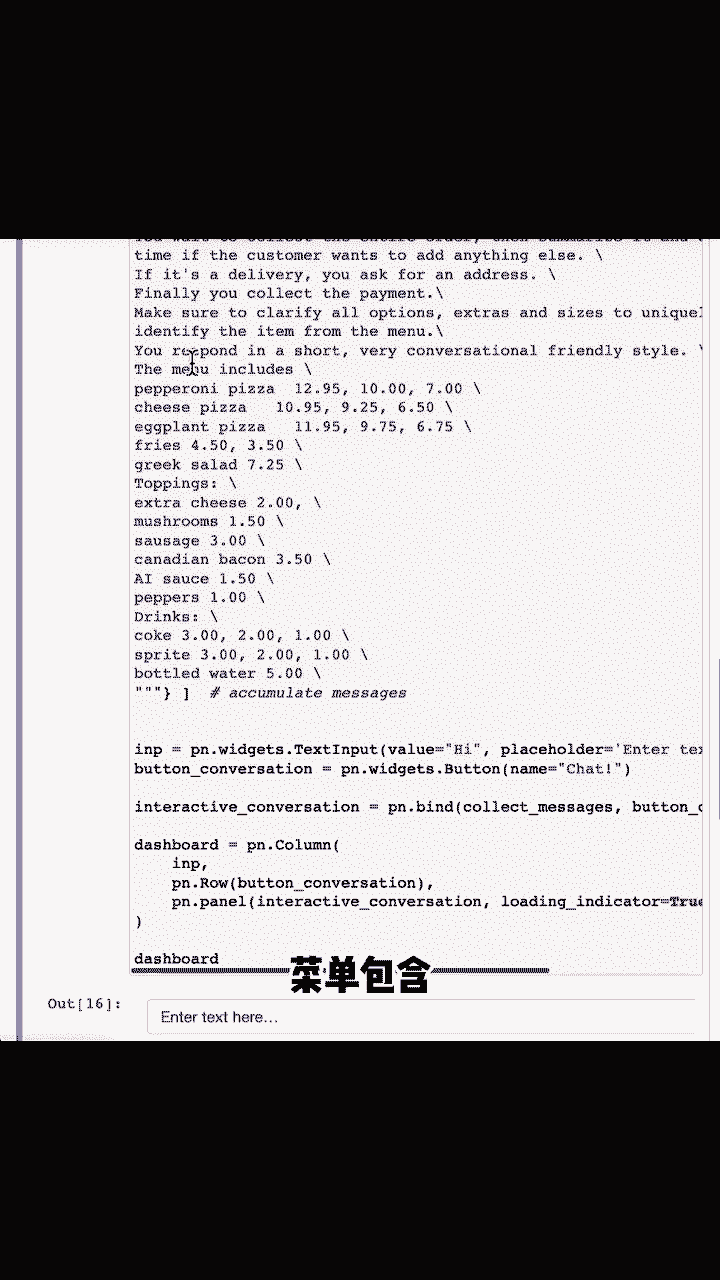 time if the customer wants to add anything else. \
If it's a delivery, you ask for an address. \
Finally you collect the payment.\
Make sure to clarify all options, extras and sizes to uniquel
identify the item from the menu.\
You respond in a short, very conversational friendly style. \
The menu includes \
pepperoni pizza  12.95, 10.00, 7.00 \
cheese pizza   10.95, 9.25, 6.50 \
eggplant pizza   11.95, 9.75, 6.75 \
fries 4.50, 3.50 \
greek salad 7.25 \
Toppings: \
extra cheese 2.00, \
mushrooms 1.50 \
sausage 3.00 \
canadian bacon 3.50 \
AI sauce 1.50 \
peppers 1.00 \
Drinks: \
coke 3.00, 2.00, 1.00 \
sprite 3.00, 2.00, 1.00 \
bottled water 5.00 \
"""} ]  # accumulate messages
inp = pn.widgets.TextInput(value="Hi", placeholder='Enter tex
button_conversation = pn.widgets.Button(name="Chat!")
interactive_conversation = pn.bind(collect_messages, button_c
dashboard = pn.Column(
    inp,
    pn.Row(button_conversation),
    pn.panel(interactive_conversation, loading_indicator=True
)
dashboard
菜单包含
Out[16]:
Enter text here…